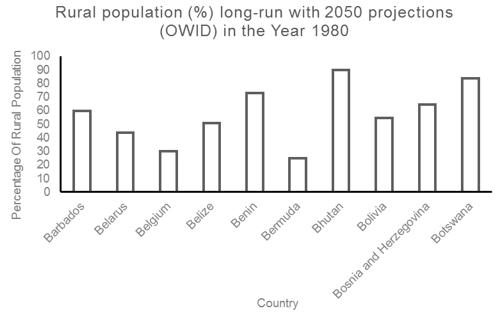 Rural population (%) long-run with 2050 projections
(OWID) in the Year 1980
Percentage Of Rural Population
100
90
80
70
60
50
40
30
20
10
0
Barbados
Belarus
Belgium
Belize
Benin
Bermuda
Bhutan
Bolivia
Bosnia and Herzegovina
Botswana
Country